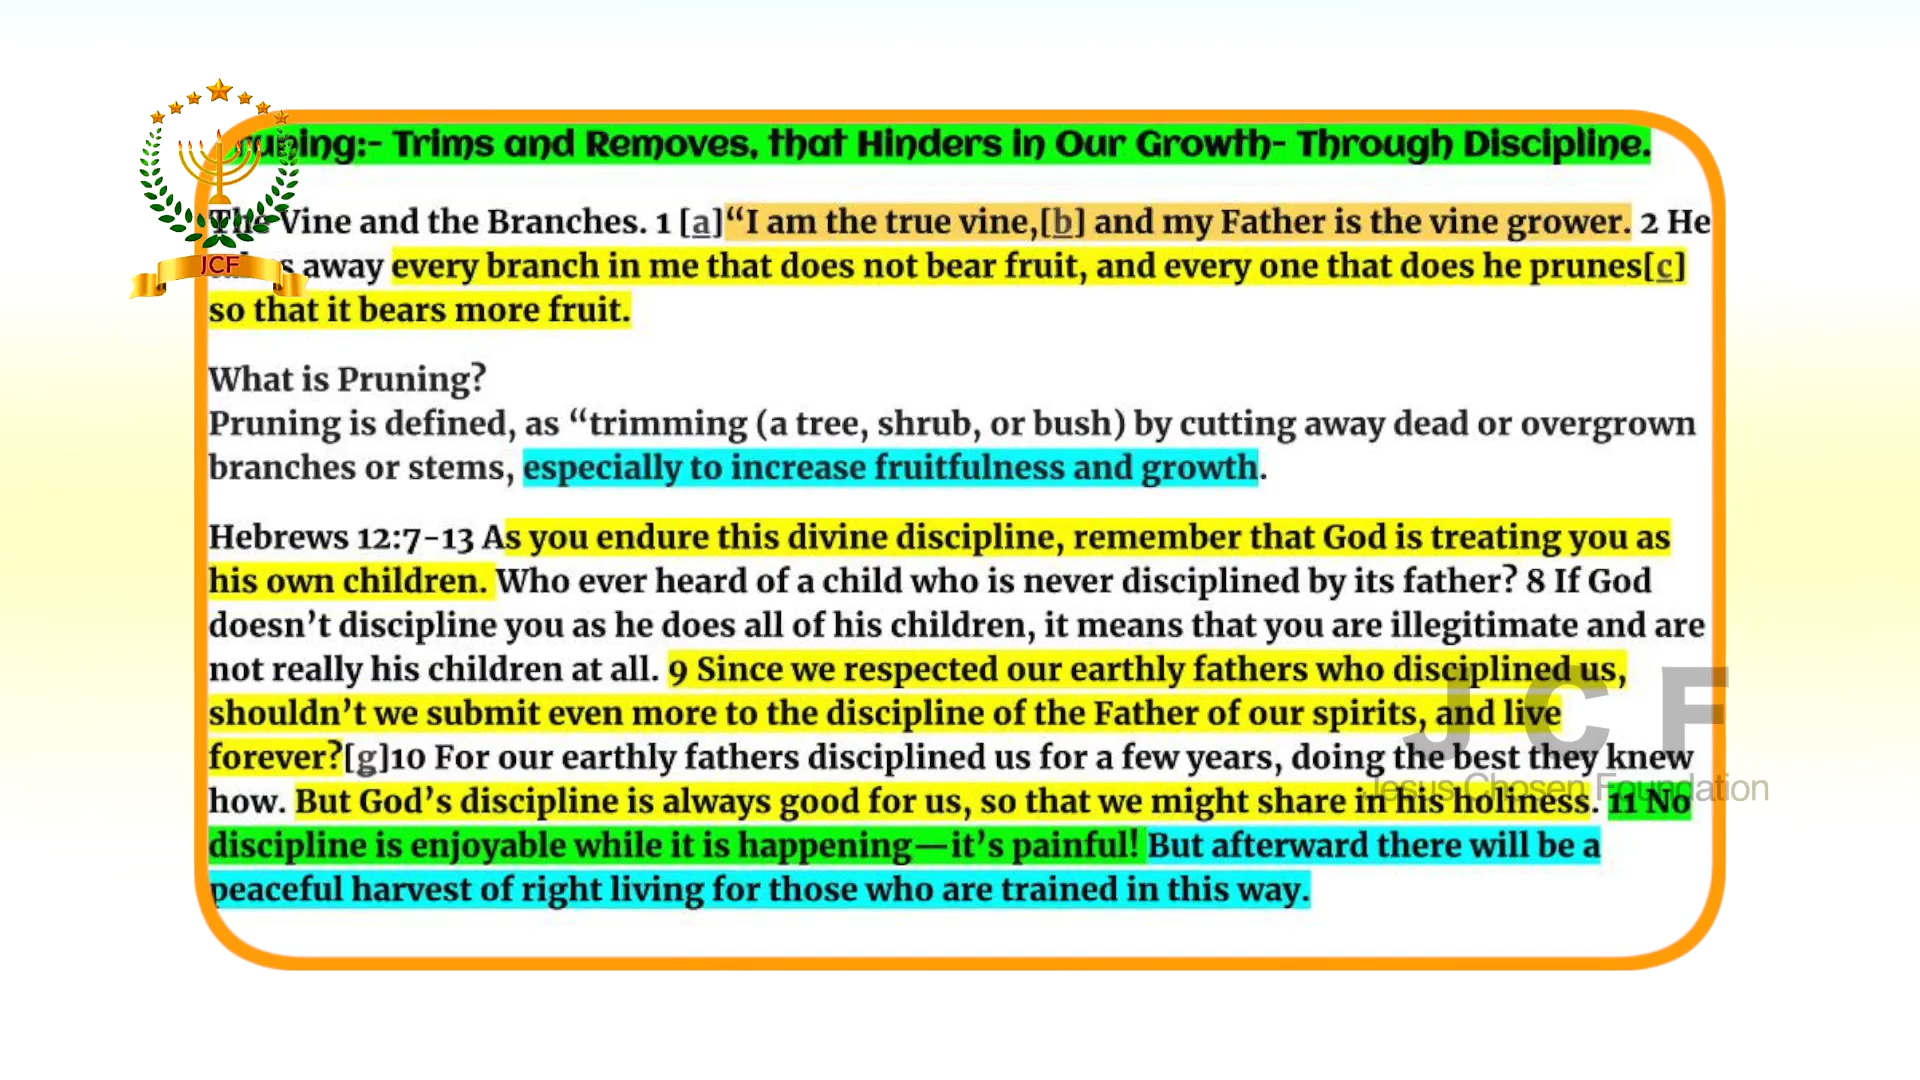 Pruning:- Trims and Removes, that Hinders in Our Growth- Through Discipline.
The Vine and the Branches. 1 [a]“I am the true vine,[b] and my Father is the vine grower. 2 He
away every branch in me that does not bear fruit, and every one that does he prunes[c]
so that it bears more fruit.
What is Pruning?
Pruning is defined, as “trimming (a tree, shrub, or bush) by cutting away dead or overgrown
branches or stems, especially to increase fruitfulness and growth.
Hebrews 12:7-13 As you endure this divine discipline, remember that God is treating you as
his own children. Who ever heard of a child who is never disciplined by its father? 8 If God
doesn’t discipline you as he does all of his children, it means that you are illegitimate and are
not really his children at all. 9 Since we respected our earthly fathers who disciplined us,
shouldn’t we submit even more to the discipline of the Father of our spirits, and live
forever?[g]10 For our earthly fathers disciplined us for a few years, doing the best they knew
how. But God’s discipline is always good for us, so that we might share in his holiness. 11 No
discipline is enjoyable while it is happening—it’s painful! But afterward there will be a
peaceful harvest of right living for those who are trained in this way.
JCF
J C F
Jesus Chosen Foundation